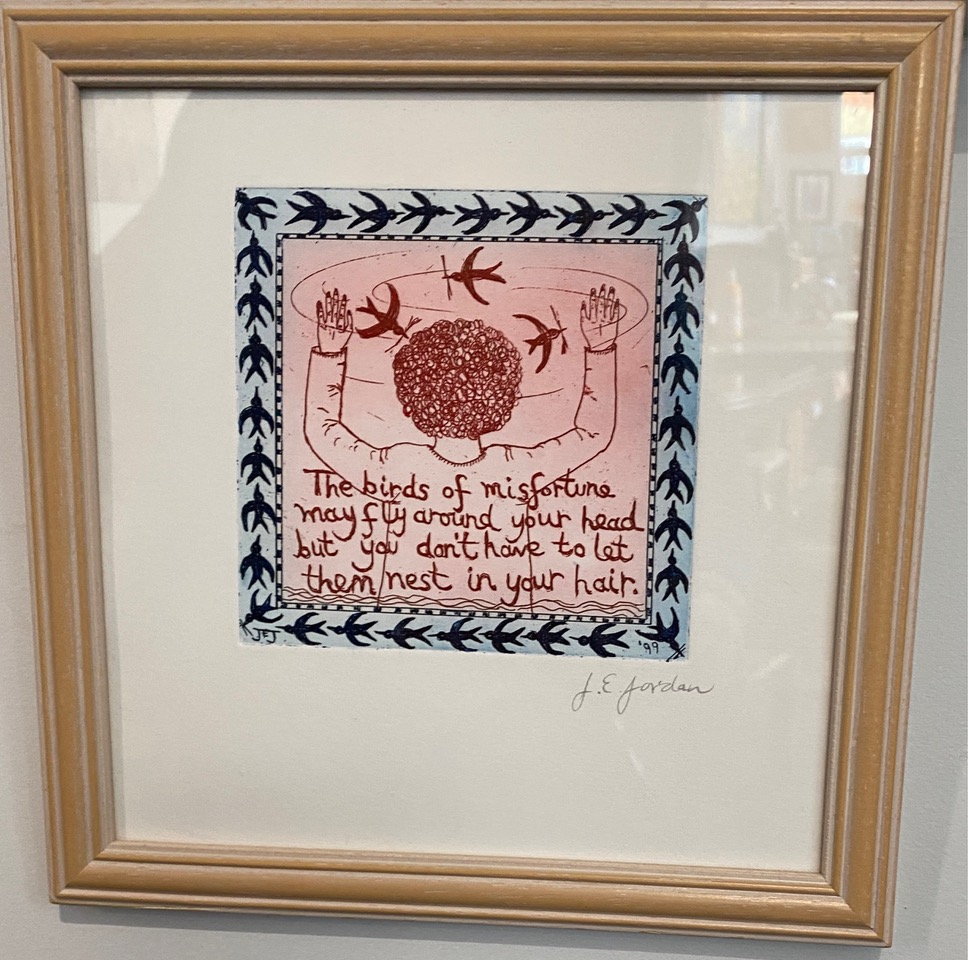 The birds of misfortune
may fly around your head
but you don't have to let
them nest in your hair.
JEJ
'99
J.E. Jordan